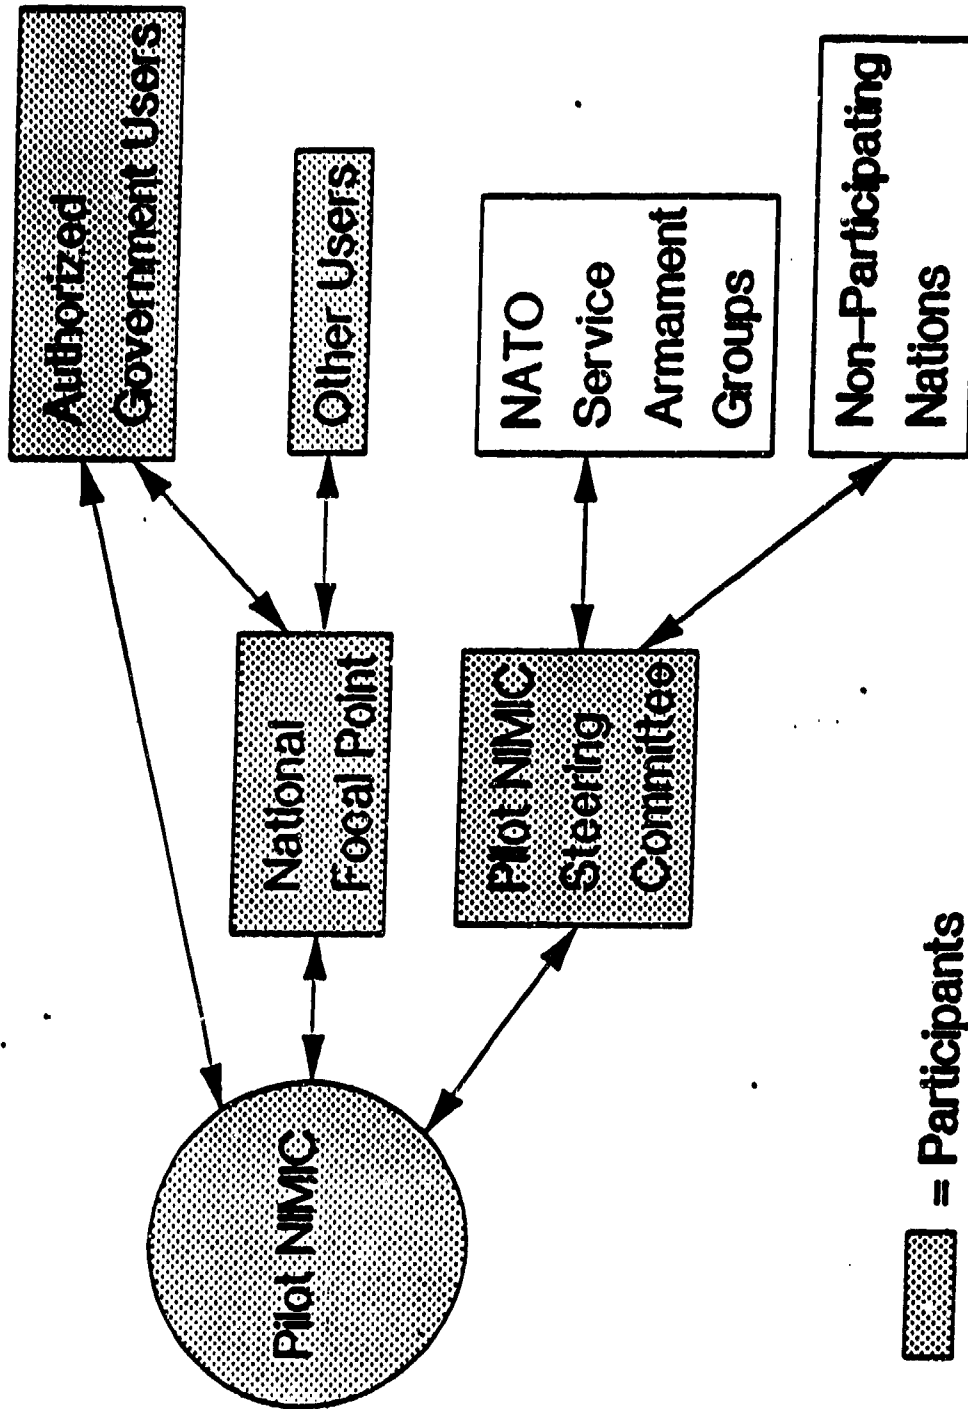 Pilot NIMIC
National
Focal Point
Pilot NIMIC
Steering
Committee
Authorized
Government Users
Other Users
NATO
Service
Armament
Groups
Non-Participating
Nations
= Participants